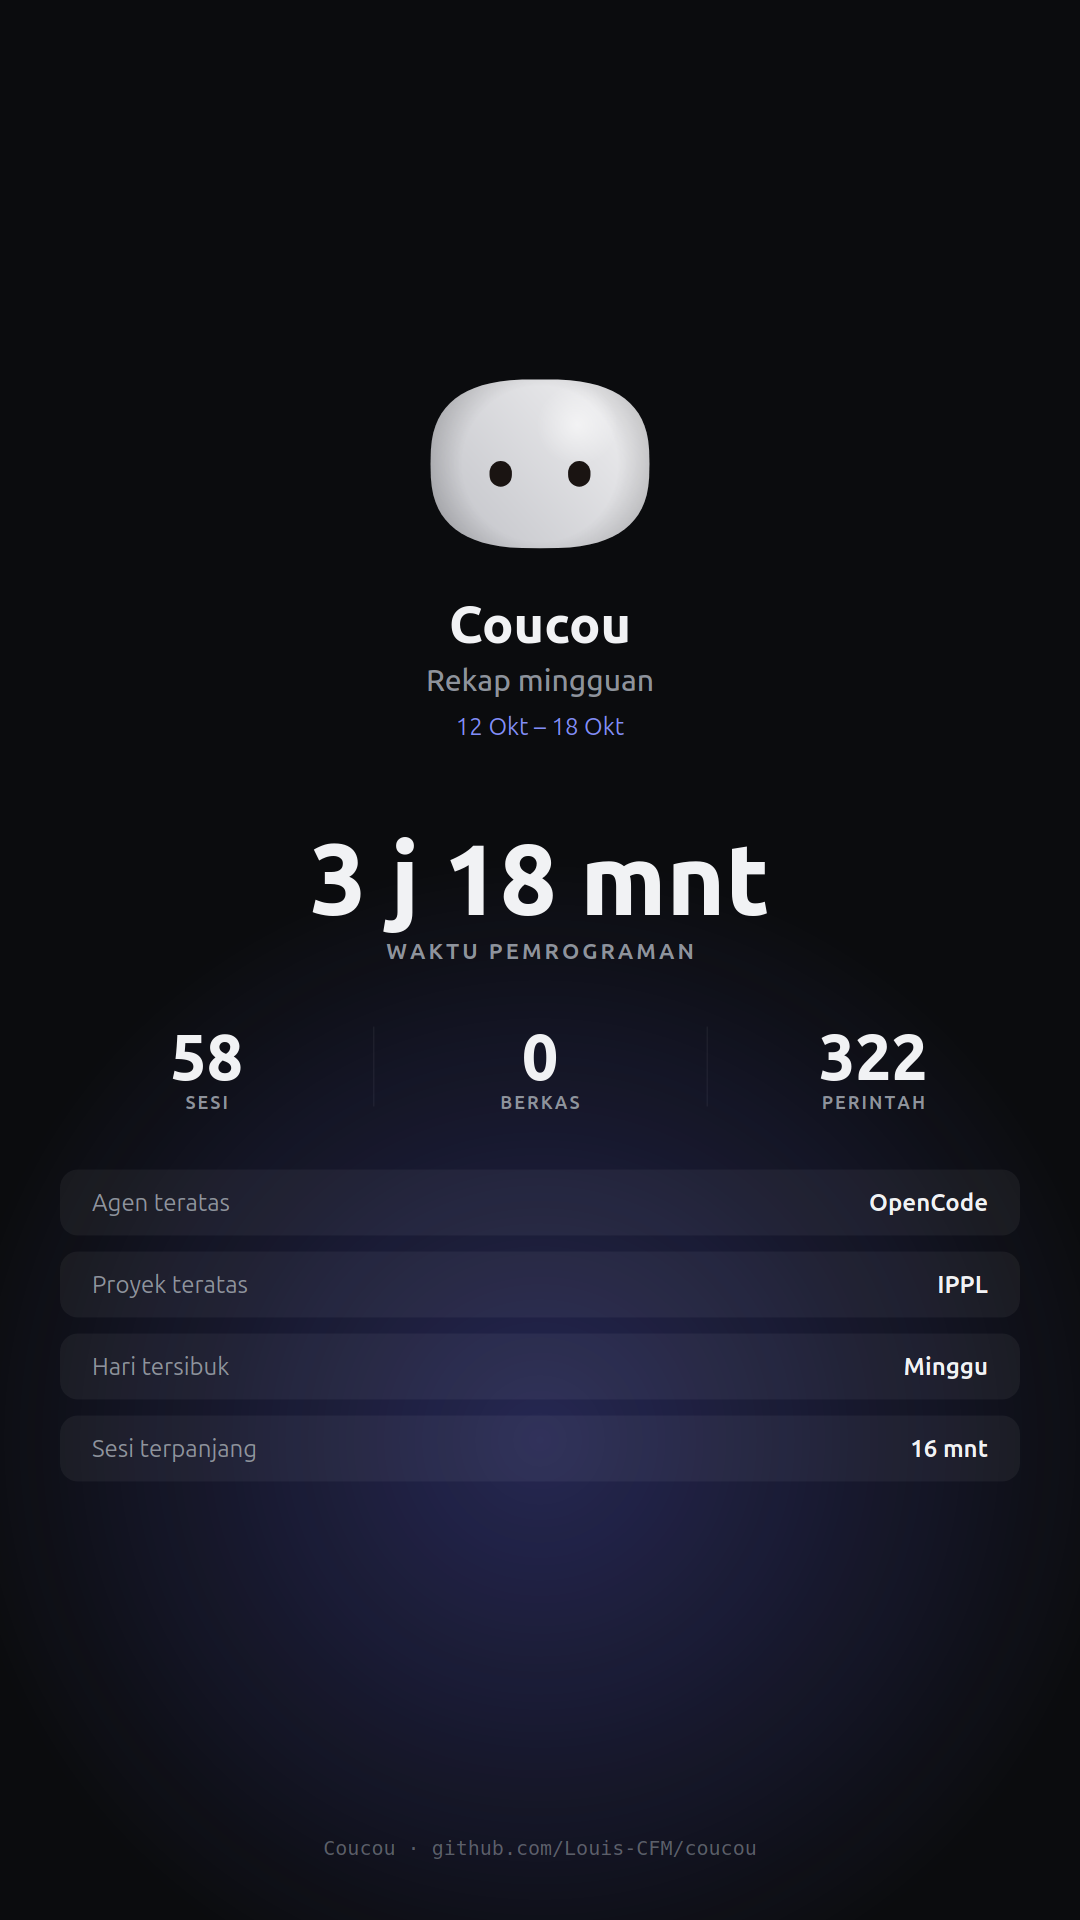 Coucou
Rekap mingguan
12 Okt – 18 Okt
3 j 18 mnt
WAKTU PEMROGRAMAN
58 0 322
SESI BERKAS PERINTAH
Agen teratas OpenCode
Proyek teratas IPPL
Hari tersibuk Minggu
Sesi terpanjang 16 mnt
Coucou · github.com/Louis-CFM/coucou